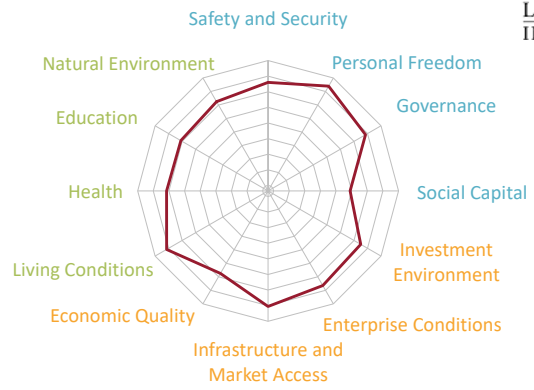 Safety and Security
Natural Environment
Personal Freedom
Education
Governance
Health
Social Capital
Living Conditions
Investment
Environment
Economic Quality
Enterprise Conditions
Infrastructure and
Market Access